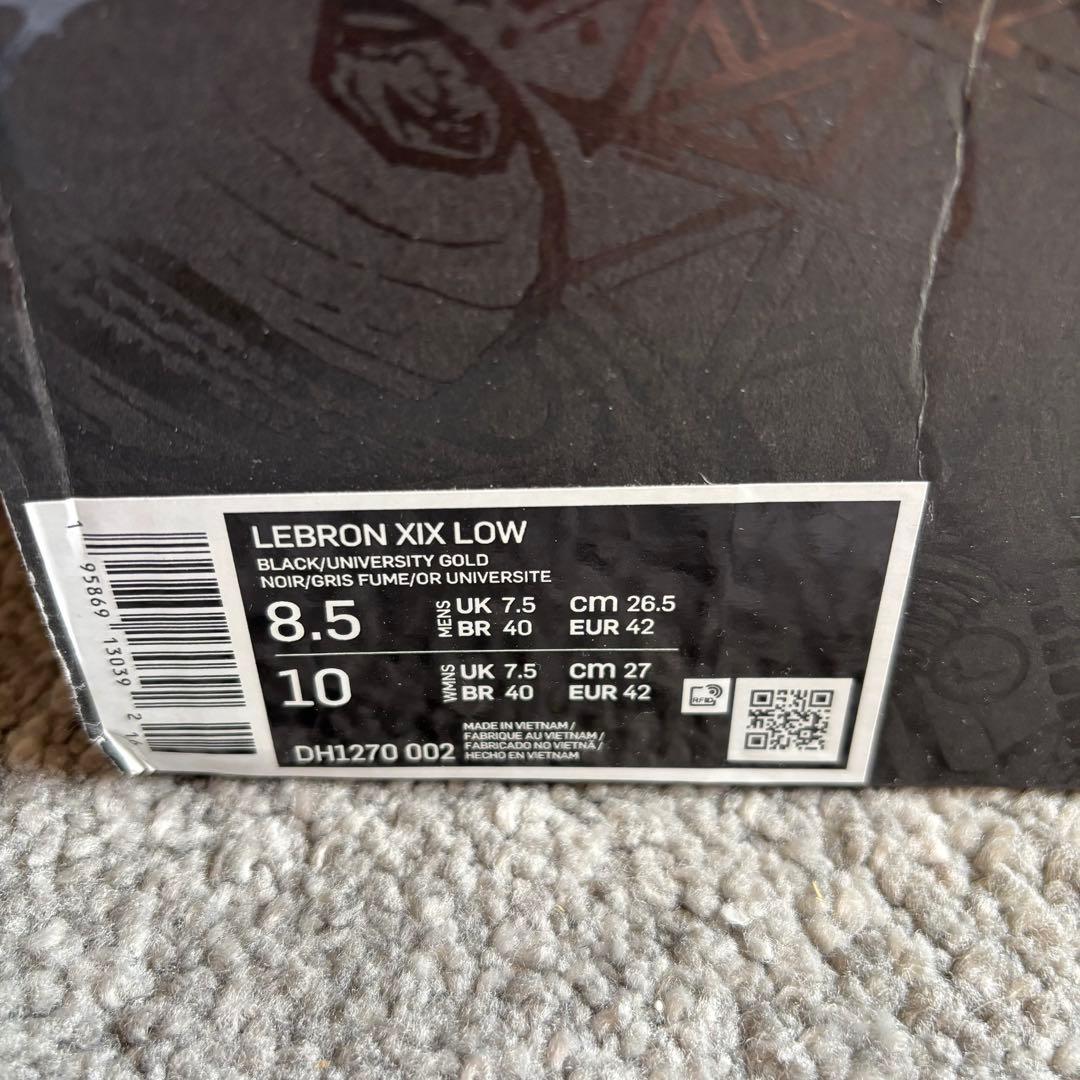 LEBRON XIX LOW
BLACK/UNIVERSITY GOLD
NOIR/GRIS FUME/OR UNIVERSITE
8.5 MENS UK 7.5 cm 26.5
BR 40 EUR 42
10 WMNS UK 7.5 cm 27
BR 40 EUR 42
RFID
DH1270 002
MADE IN VIETNAM /
FABRIQUE AU VIETNAM /
FABRICADO NO VIETNÃ /
HECHO EN VIETNAM
1 95869 13039 2